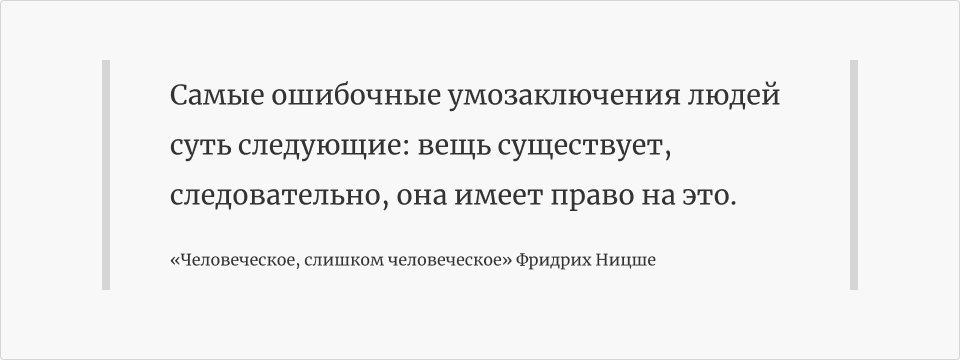 Самые ошибочные умозаключения людей
суть следующие: вещь существует,
следовательно, она имеет право на это.
«Человеческое, слишком человеческое» Фридрих Ницше